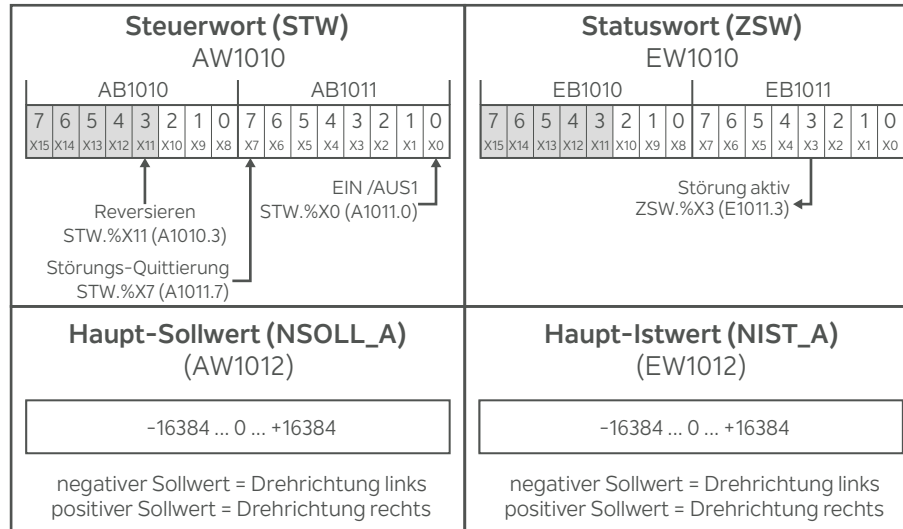 Steuerwort (STW)
AW1010
AB1010 AB1011
7 6 5 4 3 2 1 0 7 6 5 4 3 2 1 0
X15 X14 X13 X12 X11 X10 X9 X8 X7 X6 X5 X4 X3 X2 X1 X0
EIN /AUS1
STW.%X0 (A1011.0)
Reversieren
STW.%X11 (A1010.3)
Störungs-Quittierung
STW.%X7 (A1011.7)
Statuswort (ZSW)
EW1010
EB1010 EB1011
7 6 5 4 3 2 1 0 7 6 5 4 3 2 1 0
X15 X14 X13 X12 X11 X10 X9 X8 X7 X6 X5 X4 X3 X2 X1 X0
Störung aktiv
ZSW.%X3 (E1011.3)
Haupt-Sollwert (NSOLL_A)
(AW1012)
-16384 ... 0 ... +16384
negativer Sollwert = Drehrichtung links
positiver Sollwert = Drehrichtung rechts
Haupt-Istwert (NIST_A)
(EW1012)
-16384 ... 0 ... +16384
negativer Sollwert = Drehrichtung links
positiver Sollwert = Drehrichtung rechts